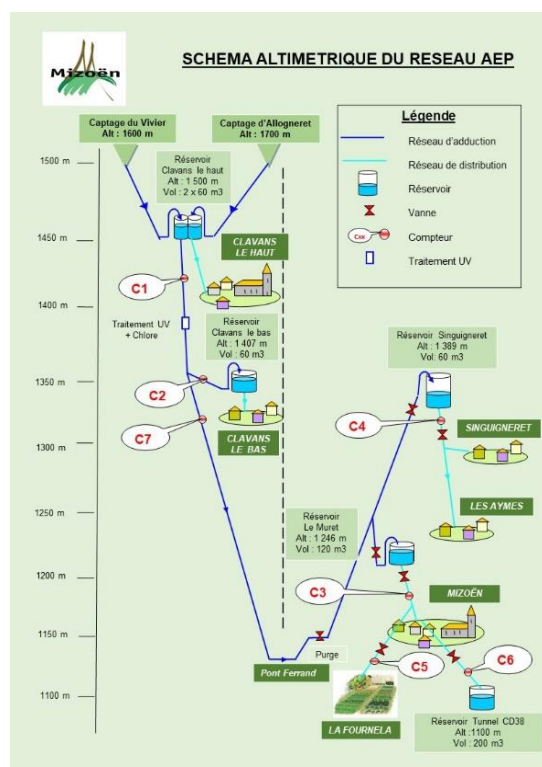 Mizoën
SCHEMA ALTIMETRIQUE DU RESEAU AEP
Captage du Vivier
Alt : 1600 m
Captage d'Allogneret
Alt : 1700 m
Légende
Réseau d'adduction
Réseau de distribution
Réservoir
Vanne
Cxx
Compteur
Traitement UV
1500 m
1450 m
1400 m
1350 m
1300 m
1250 m
1200 m
1150 m
1100 m
Réservoir
Clavans le haut
Alt : 1 500 m
Vol : 2 x 60 m3
CLAVANS
LE HAUT
C1
Traitement UV
+ Chlore
Réservoir
Clavans le bas
Alt : 1 407 m
Vol : 60 m3
C2
C7
CLAVANS
LE BAS
Réservoir Singuigneret
Alt : 1 389 m
Vol: 60 m3
C4
SINGUIGNERET
LES AYMES
Réservoir
Le Muret
Alt : 1 246 m
Vol : 120 m3
C3
MIZOËN
Purge
Pont Ferrand
C5
C6
LA FOURNELA
Réservoir Tunnel CD38
Alt :1100 m
Vol : 200 m3